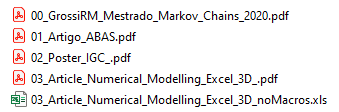 00_GrossiRM_Mestrado_Markov_Chains_2020.pdf
01_Artigo_ABAS.pdf
02_Poster_IGC_.pdf
03_Article_Numerical_Modelling_Excel_3D_.pdf
03_Article_Numerical_Modelling_Excel_3D_noMacros.xls